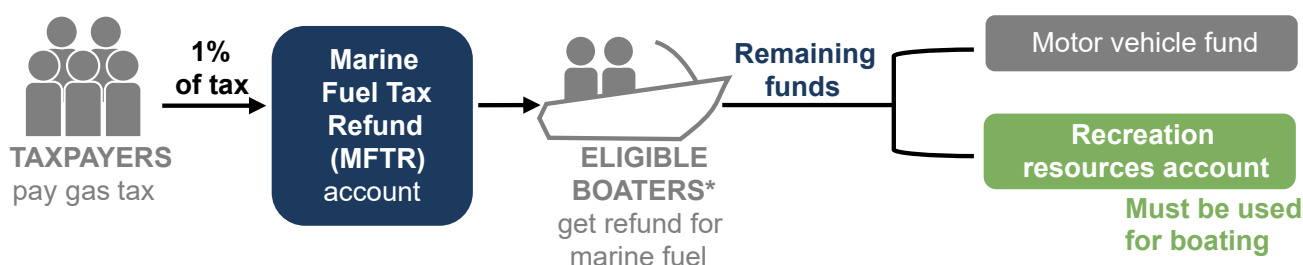 TAXPAYERS
pay gas tax
1%
of tax
Marine
Fuel Tax
Refund
(MFTR)
account
ELIGIBLE
BOATERS*
get refund for
marine fuel
Remaining
funds
Motor vehicle fund
Recreation
resources account
Must be used
for boating